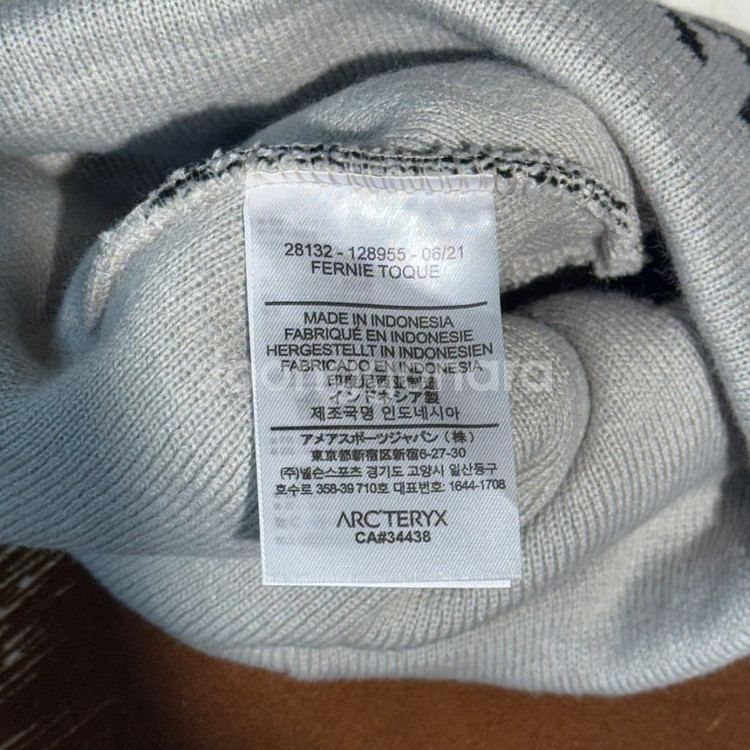 28132 - 128955 - 06/21
FERNIE TOQUE
MADE IN INDONESIA
FABRIQUÉ EN INDONESIE
HERGESTELLT IN INDONESIEN
FABRICADO EN INDONESIA
印度尼西亚制造
インドネシア製
제조국명 인도네시아
アメアスポーツジャパン（株）
東京都新宿区新宿6-27-30
(주)넬슨스포츠 경기도 고양시 일산동구
호수로 358-39 710호 대표번호: 1644-1708
ARC'TERYX
CA#34438